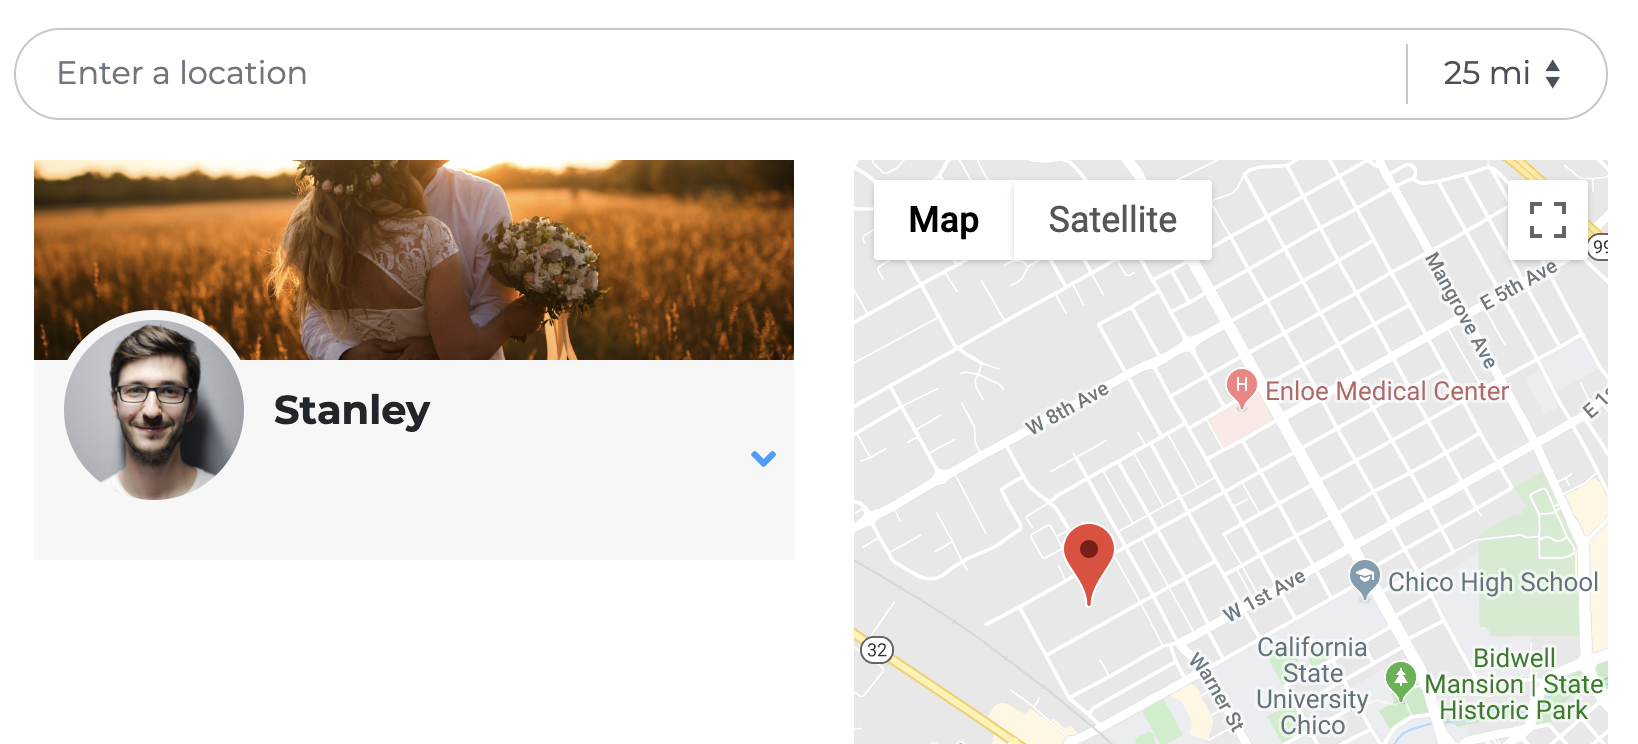 Enter a location
25 mi
Stanley
Map
Satellite
99
Mangrove Ave
E 5th Ave
Enloe Medical Center
H
W 8th Ave
W 1st Ave
Chico High School
32
Warner St
California
State
University
Chico
Bidwell
Mansion | State
Historic Park